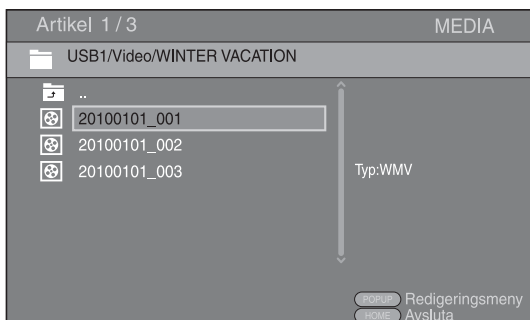 Artikel 1 / 3 MEDIA
USB1/Video/WINTER VACATION
..
20100101_001
20100101_002
20100101_003
Typ:WMV
POPUP Redigeringsmeny
HOME Avsluta